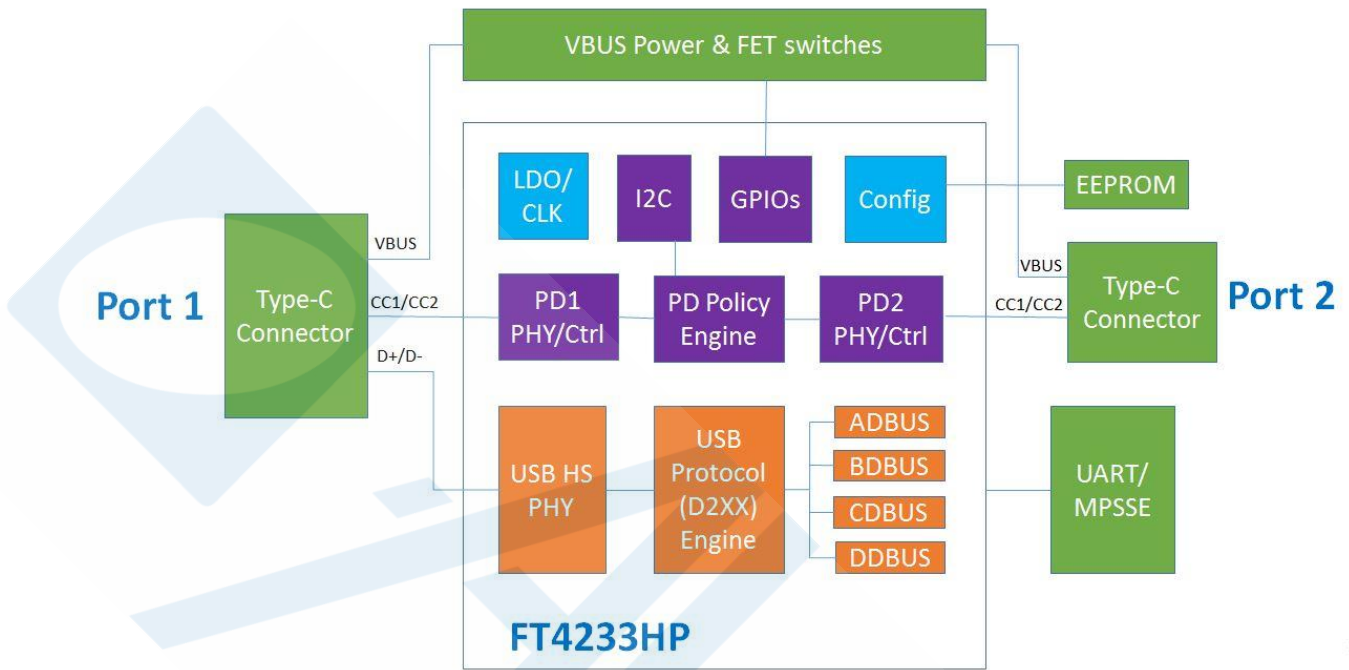 VBUS Power & FET switches
LDO/
CLK
I2C
GPIOs
Config
EEPROM
VBUS
VBUS
Port 1
Type-C
Connector
CC1/CC2
PD1
PHY/Ctrl
PD Policy
Engine
PD2
PHY/Ctrl
CC1/CC2
Type-C
Connector
Port 2
D+/D-
USB HS
PHY
USB
Protocol
(D2XX)
Engine
ADBUS
BDBUS
CDBUS
DDBUS
UART/
MPSSE
FT4233HP